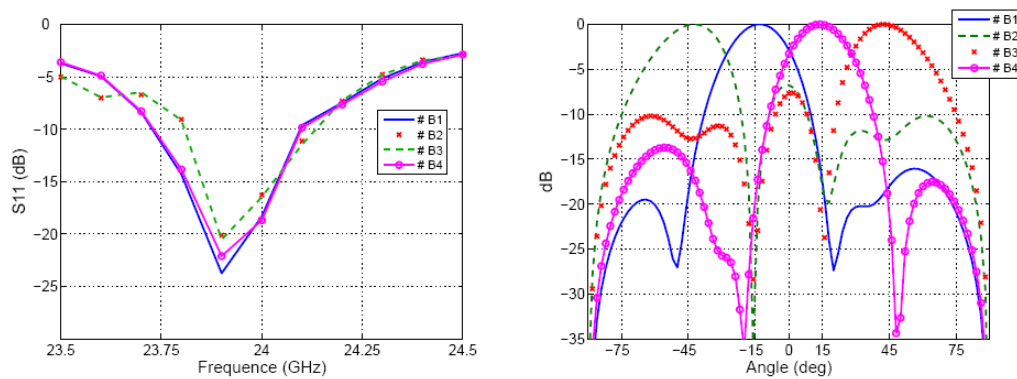 0
−5
−10
−15
−20
−25
S11 (dB)
23.5
23.75
24
24.25
24.5
Frequence (GHz)
# B1
# B2
# B3
# B4
0
−5
−10
−15
−20
−25
−30
−35
dB
−75
−45
−15
0
15
45
75
Angle (deg)
# B1
# B2
# B3
# B4